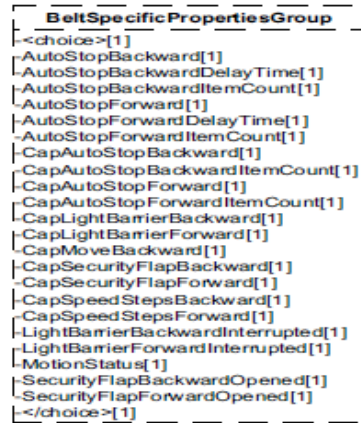 BeltSpecificPropertiesGroup
-<choice>[1]
-AutoStopBackward[1]
-AutoStopBackwardDelayTime[1]
-AutoStopBackwardItemCount[1]
-AutoStopForward[1]
-AutoStopForwardDelayTime[1]
-AutoStopForwardItemCount[1]
-CapAutoStopBackward[1]
-CapAutoStopBackwardItemCount[1]
-CapAutoStopForward[1]
-CapAutoStopForwardItemCount[1]
-CapLightBarrierBackward[1]
-CapLightBarrierForward[1]
-CapMoveBackward[1]
-CapSecurityFlapBackward[1]
-CapSecurityFlapForward[1]
-CapSpeedStepsBackward[1]
-CapSpeedStepsForward[1]
-LightBarrierBackwardInterrupted[1]
-LightBarrierForwardInterrupted[1]
-MotionStatus[1]
-SecurityFlapBackwardOpened[1]
-SecurityFlapForwardOpened[1]
-</choice>[1]